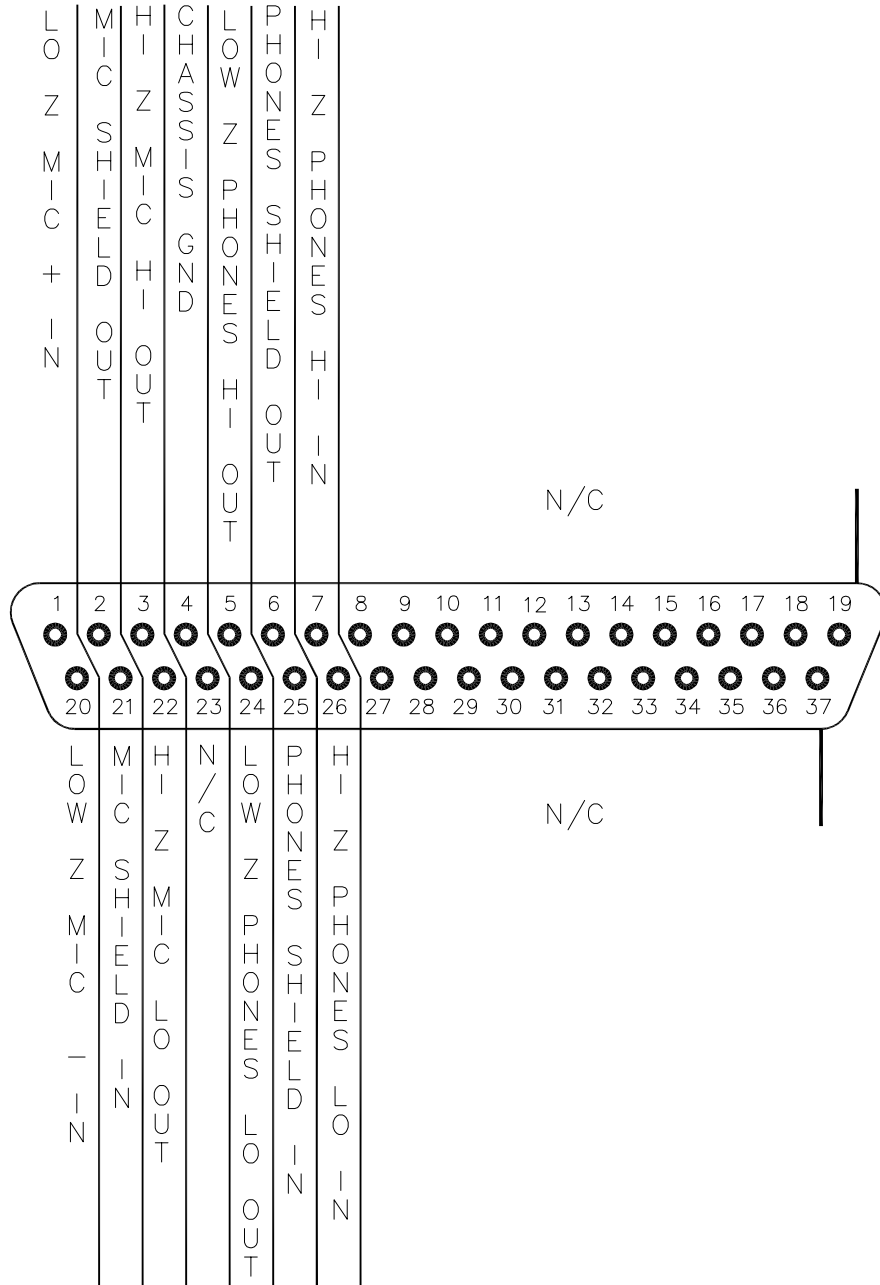 LO Z MIC + IN
MIC SHIELD OUT
HI Z MIC HI OUT
CHASSIS GND
LOW Z PHONES HI OUT
PHONES SHIELD OUT
HI Z PHONES HI IN
N/C
1 2 3 4 5 6 7 8 9 10 11 12 13 14 15 16 17 18 19
20 21 22 23 24 25 26 27 28 29 30 31 32 33 34 35 36 37
LOW Z MIC - IN
MIC SHIELD IN
HI Z MIC LO OUT
N/C
LOW Z PHONES LO OUT
PHONES SHIELD IN
HI Z PHONES LO IN
N/C